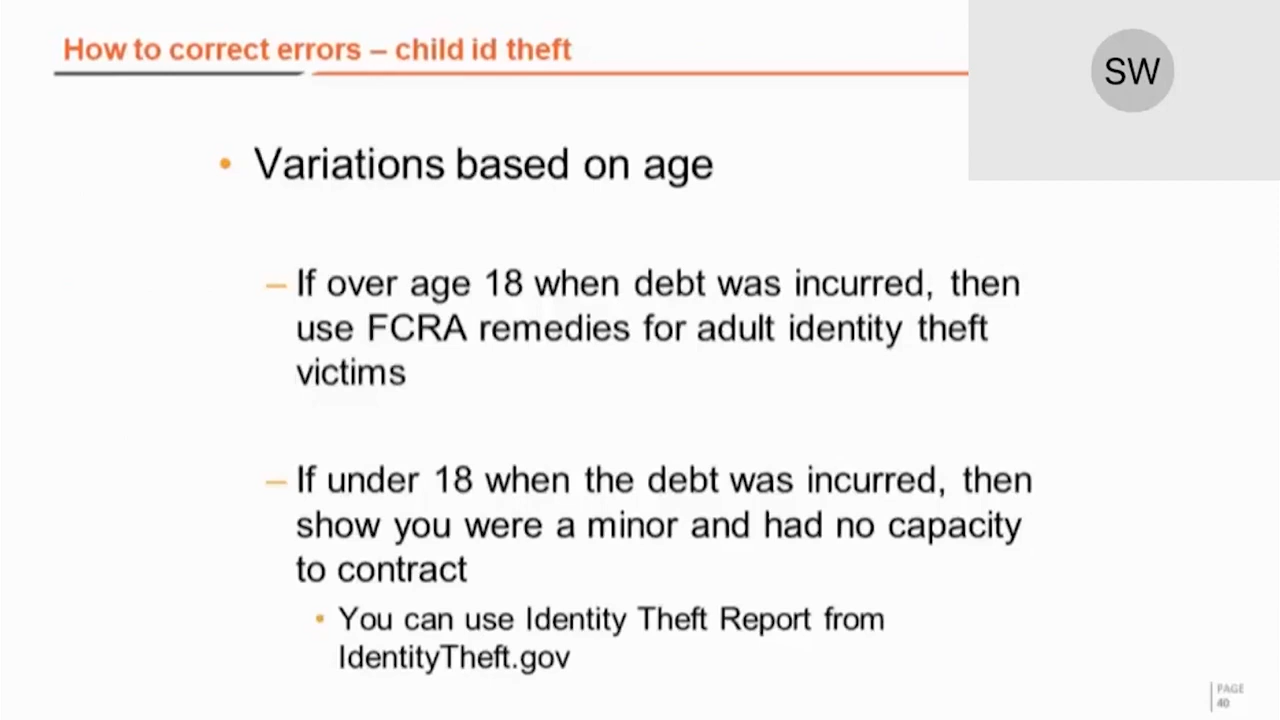 How to correct errors – child id theft
SW
• Variations based on age
– If over age 18 when debt was incurred, then
use FCRA remedies for adult identity theft
victims
– If under 18 when the debt was incurred, then
show you were a minor and had no capacity
to contract
• You can use Identity Theft Report from
IdentityTheft.gov
PAGE
40